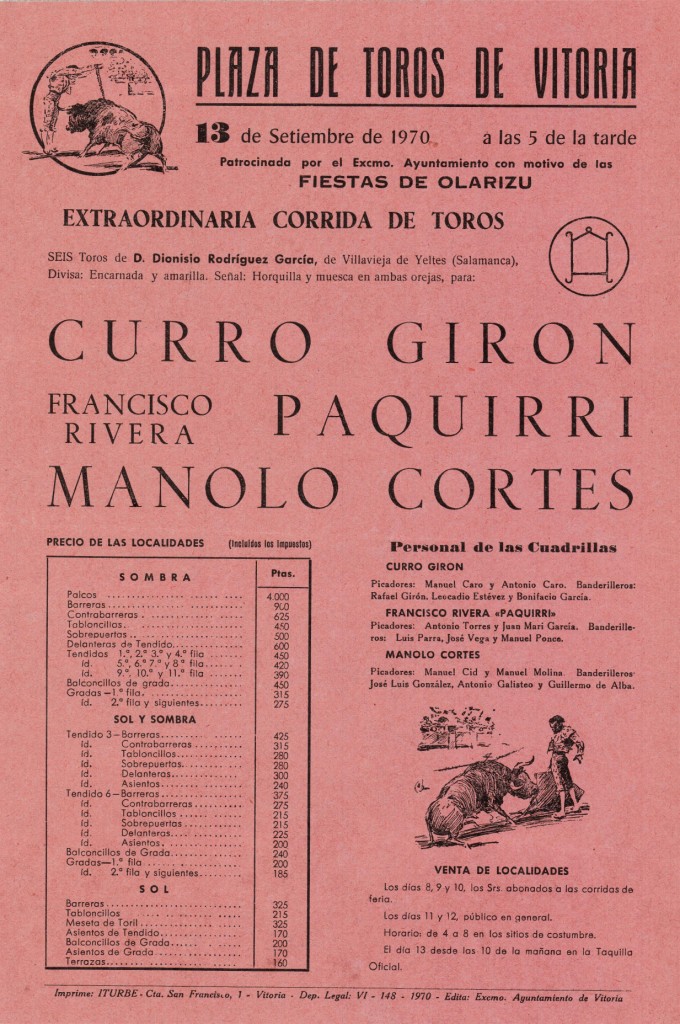 PLAZA DE TOROS DE VITORIA
13 de Setiembre de 1970 a las 5 de la tarde
Patrocinada por el Excmo. Ayuntamiento con motivo de las
FIESTAS DE OLARIZU
EXTRAORDINARIA CORRIDA DE TOROS
SEIS Toros de D. Dionisio Rodríguez García, de Villavieja de Yeltes (Salamanca),
Divisa: Encarnada y amarilla. Señal: Horquilla y muesca en ambas orejas, para:
CURRO GIRON
FRANCISCO RIVERA PAQUIRRI
MANOLO CORTES
PRECIO DE LAS LOCALIDADES (Incluidos los Impuestos)
SOMBRA Ptas.
Palcos 4.000
Barreras 900
Contrabarreras 625
Tabloncillos 450
Sobrepuertas 500
Delanteras de Tendido 600
Tendidos 1.ª, 2.ª 3.ª y 4.ª fila 450
id. 5.ª, 6.ª 7.ª y 8.ª fila 420
id. 9.ª, 10.ª y 11.ª fila 390
Balconcillos de grada 450
Gradas—1.ª fila 315
id. 2.ª fila y siguientes 275
SOL Y SOMBRA
Tendido 3—Barreras 425
id. Contrabarreras 315
id. Tabloncillos 280
id. Sobrepuertas 280
id. Delanteras 300
id. Asientos 240
Tendido 6—Barreras 375
id. Contrabarreras 275
id. Tabloncillos 215
id. Sobrepuertas 215
id. Delanteras 225
id. Asientos 200
Balconcillos de Grada 240
Gradas—1.ª fila 200
id. 2.ª fila y siguientes 185
SOL
Barreras 325
Tabloncillos 215
Meseta de Toril 325
Asientos de Tendido 170
Balconcillos de Grada 200
Asientos de Grada 170
Terrazas 160
Personal de las Cuadrillas
CURRO GIRON
Picadores: Manuel Caro y Antonio Caro. Banderilleros:
Rafael Girón, Leocadio Estévez y Bonifacio García.
FRANCISCO RIVERA «PAQUIRRI»
Picadores: Antonio Torres y Juan Mari García. Banderille-
ros: Luis Parra, José Vega y Manuel Ponce.
MANOLO CORTES
Picadores: Manuel Cid y Manuel Molina. Banderilleros
José Luis González, Antonio Galisteo y Guillermo de Alba.
VENTA DE LOCALIDADES
Los días 8, 9 y 10, los Srs. abonados a las corridas de
feria.
Los días 11 y 12, público en general.
Horario: de 4 a 8 en los sitios de costumbre.
El día 13 desde las 10 de la mañana en la Taquilla
Oficial.
Imprime: ITURBE - Cta. San Francisco, 1 - Vitoria - Dep. Legal: VI - 148 - 1970 - Edita: Excmo. Ayuntamiento de Vitoria